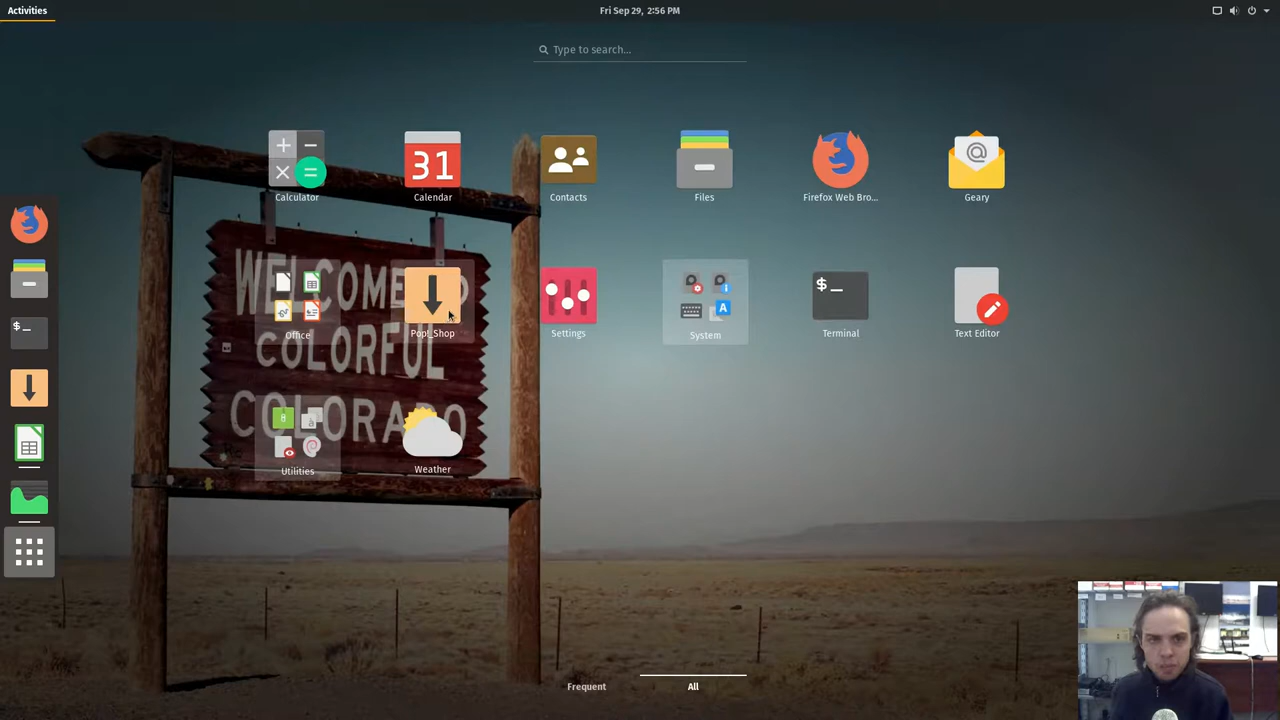 Activities
Fri Sep 29, 2:56 PM
Type to search...
31
Calculator
Calendar
Contacts
Files
Firefox Web Bro...
Geary
WELCOME TO
COLORFUL
COLORADO
$_
$_
A
Office
Pop!_Shop
Settings
System
Terminal
Text Editor
Utilities
Weather
Frequent
All